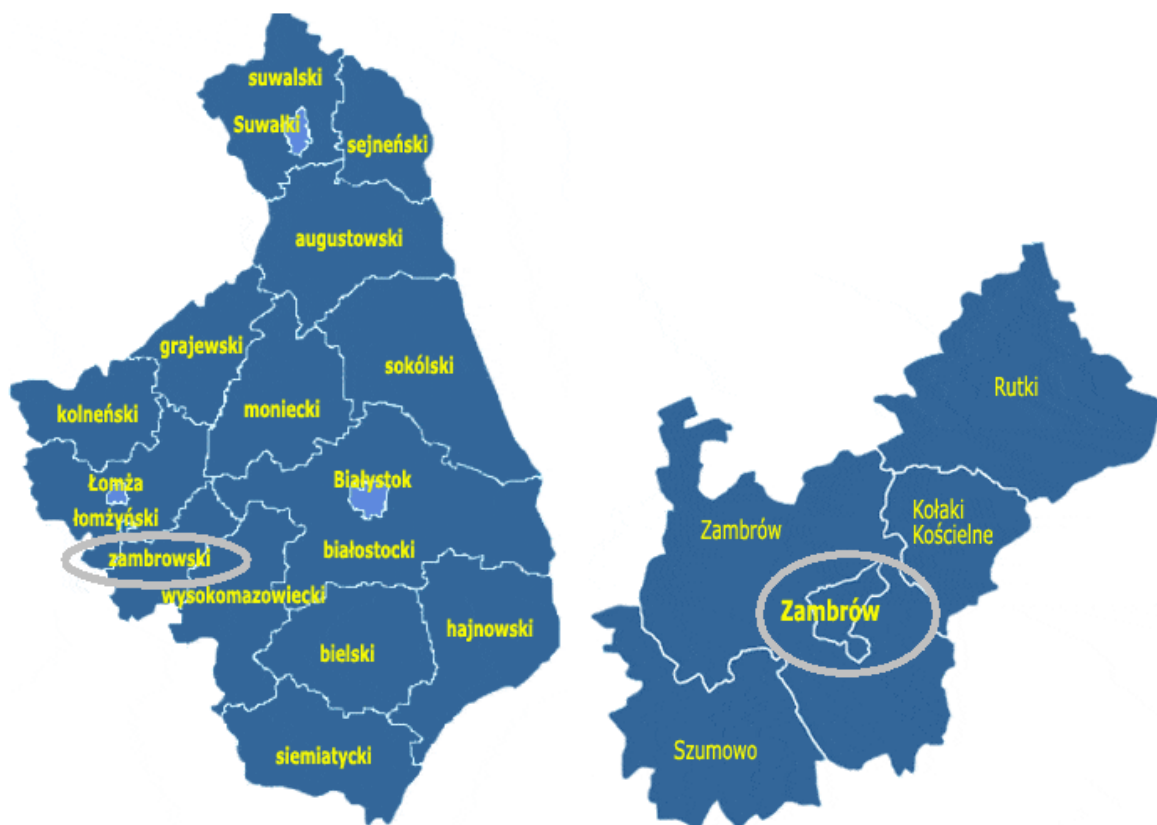 suwalski
Suwałki
sejneński
augustowski
grajewski
sokólski
kolneński
moniecki
Łomża
Białystok
łomżyński
zambrowski
białostocki
wysokomazowiecki
hajnowski
bielski
siemiatycki
Rutki
Zambrów
Kołaki
Kościelne
Zambrów
Szumowo